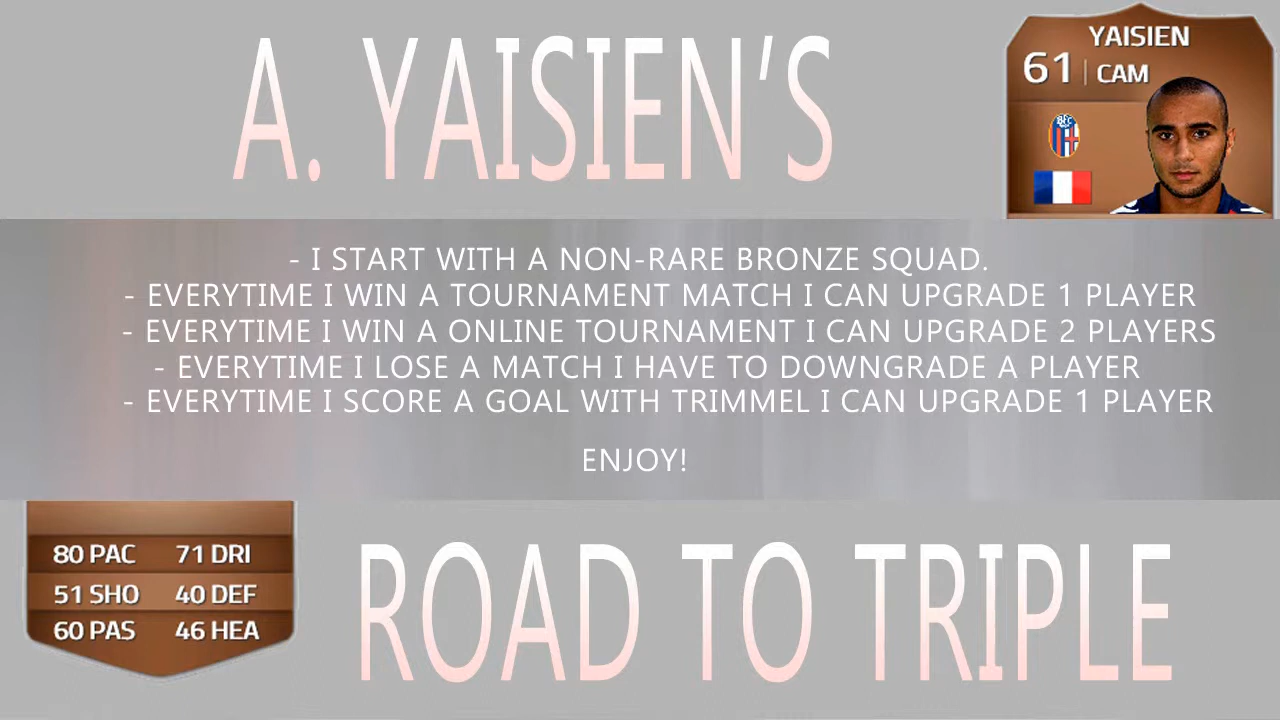 A. YAISIEN'S
YAISIEN
61 | CAM
BFC
- I START WITH A NON-RARE BRONZE SQUAD.
- EVERYTIME I WIN A TOURNAMENT MATCH I CAN UPGRADE 1 PLAYER
- EVERYTIME I WIN A ONLINE TOURNAMENT I CAN UPGRADE 2 PLAYERS
- EVERYTIME I LOSE A MATCH I HAVE TO DOWNGRADE A PLAYER
- EVERYTIME I SCORE A GOAL WITH TRIMMEL I CAN UPGRADE 1 PLAYER
ENJOY!
80 PAC 71 DRI
51 SHO 40 DEF
60 PAS 46 HEA
ROAD TO TRIPLE